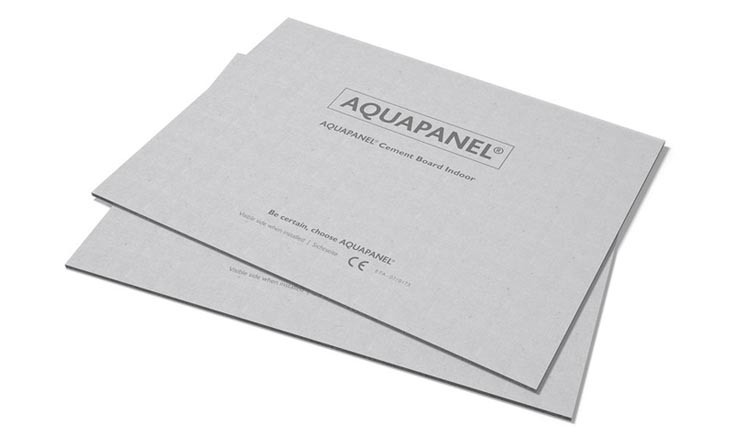 AQUAPANEL®
AQUAPANEL® Cement Board Indoor
Be certain, choose AQUAPANEL®
Visible side when installed | Sichtseite
CE
Visible side when installed